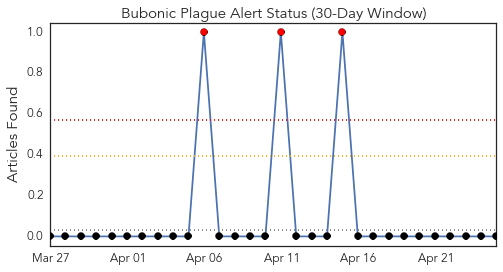 Bubonic Plague Alert Status (30-Day Window)
Articles Found
1.0
0.8
0.6
0.4
0.2
0.0
Mar 27 Apr 01 Apr 06 Apr 11 Apr 16 Apr 21